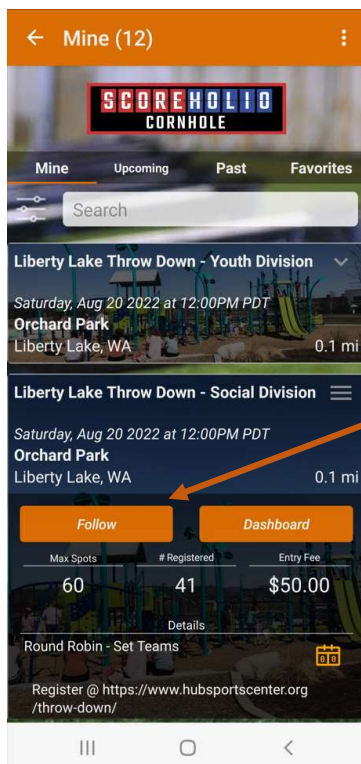 Mine (12)
SCOREHOLIO
CORNHOLE
Mine Upcoming Past Favorites
Search
Liberty Lake Throw Down - Youth Division
Saturday, Aug 20 2022 at 12:00PM PDT
Orchard Park
Liberty Lake, WA 0.1 mi
Liberty Lake Throw Down - Social Division
Saturday, Aug 20 2022 at 12:00PM PDT
Orchard Park
Liberty Lake, WA 0.1 mi
Follow Dashboard
Max Spots # Registered Entry Fee
60 41 $50.00
Details
Round Robin - Set Teams
Register @ https://www.hubsportscenter.org
/throw-down/